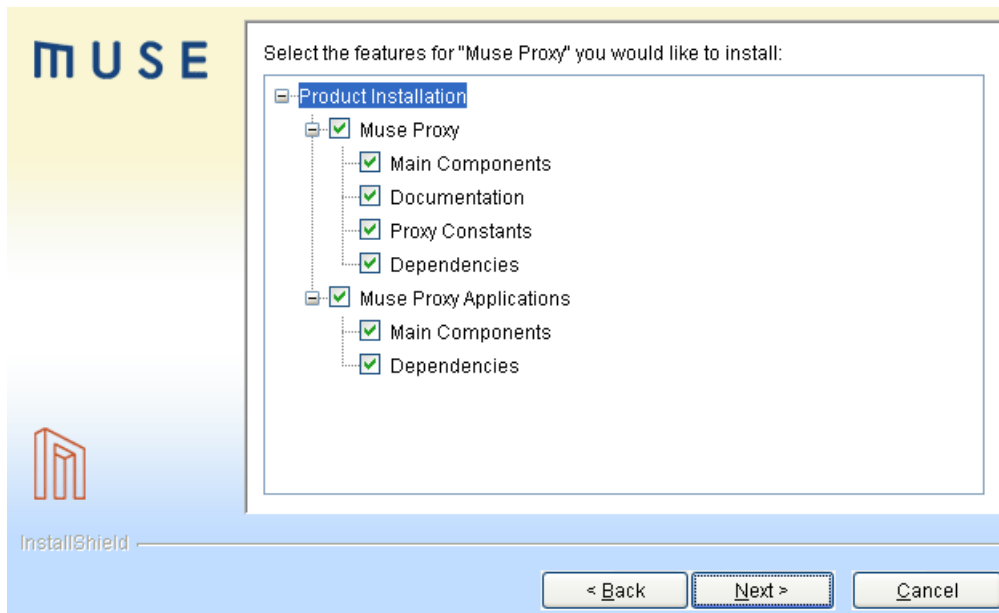 MUSE
Select the features for "Muse Proxy" you would like to install:
Product Installation
Muse Proxy
Main Components
Documentation
Proxy Constants
Dependencies
Muse Proxy Applications
Main Components
Dependencies
InstallShield
< Back
Next >
Cancel